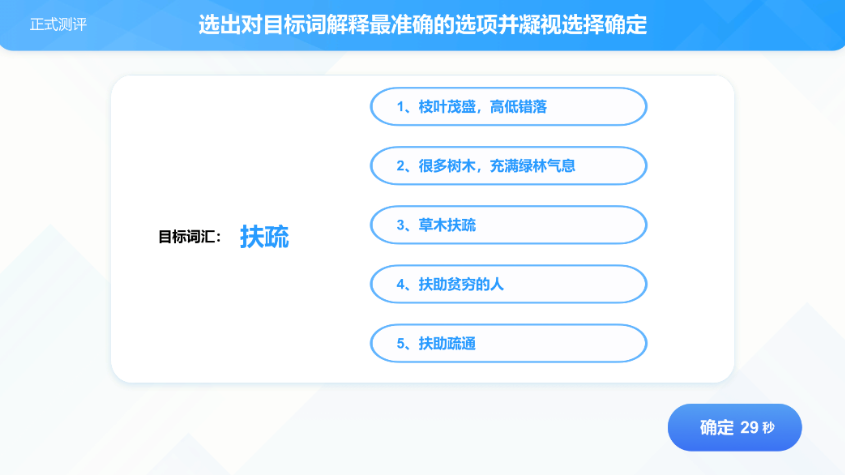 正式测评
选出对目标词解释最准确的选项并凝视选择确定
1、枝叶茂盛，高低错落
2、很多树木，充满绿林气息
目标词汇： 扶疏
3、草木扶疏
4、扶助贫穷的人
5、扶助疏通
确定 29 秒